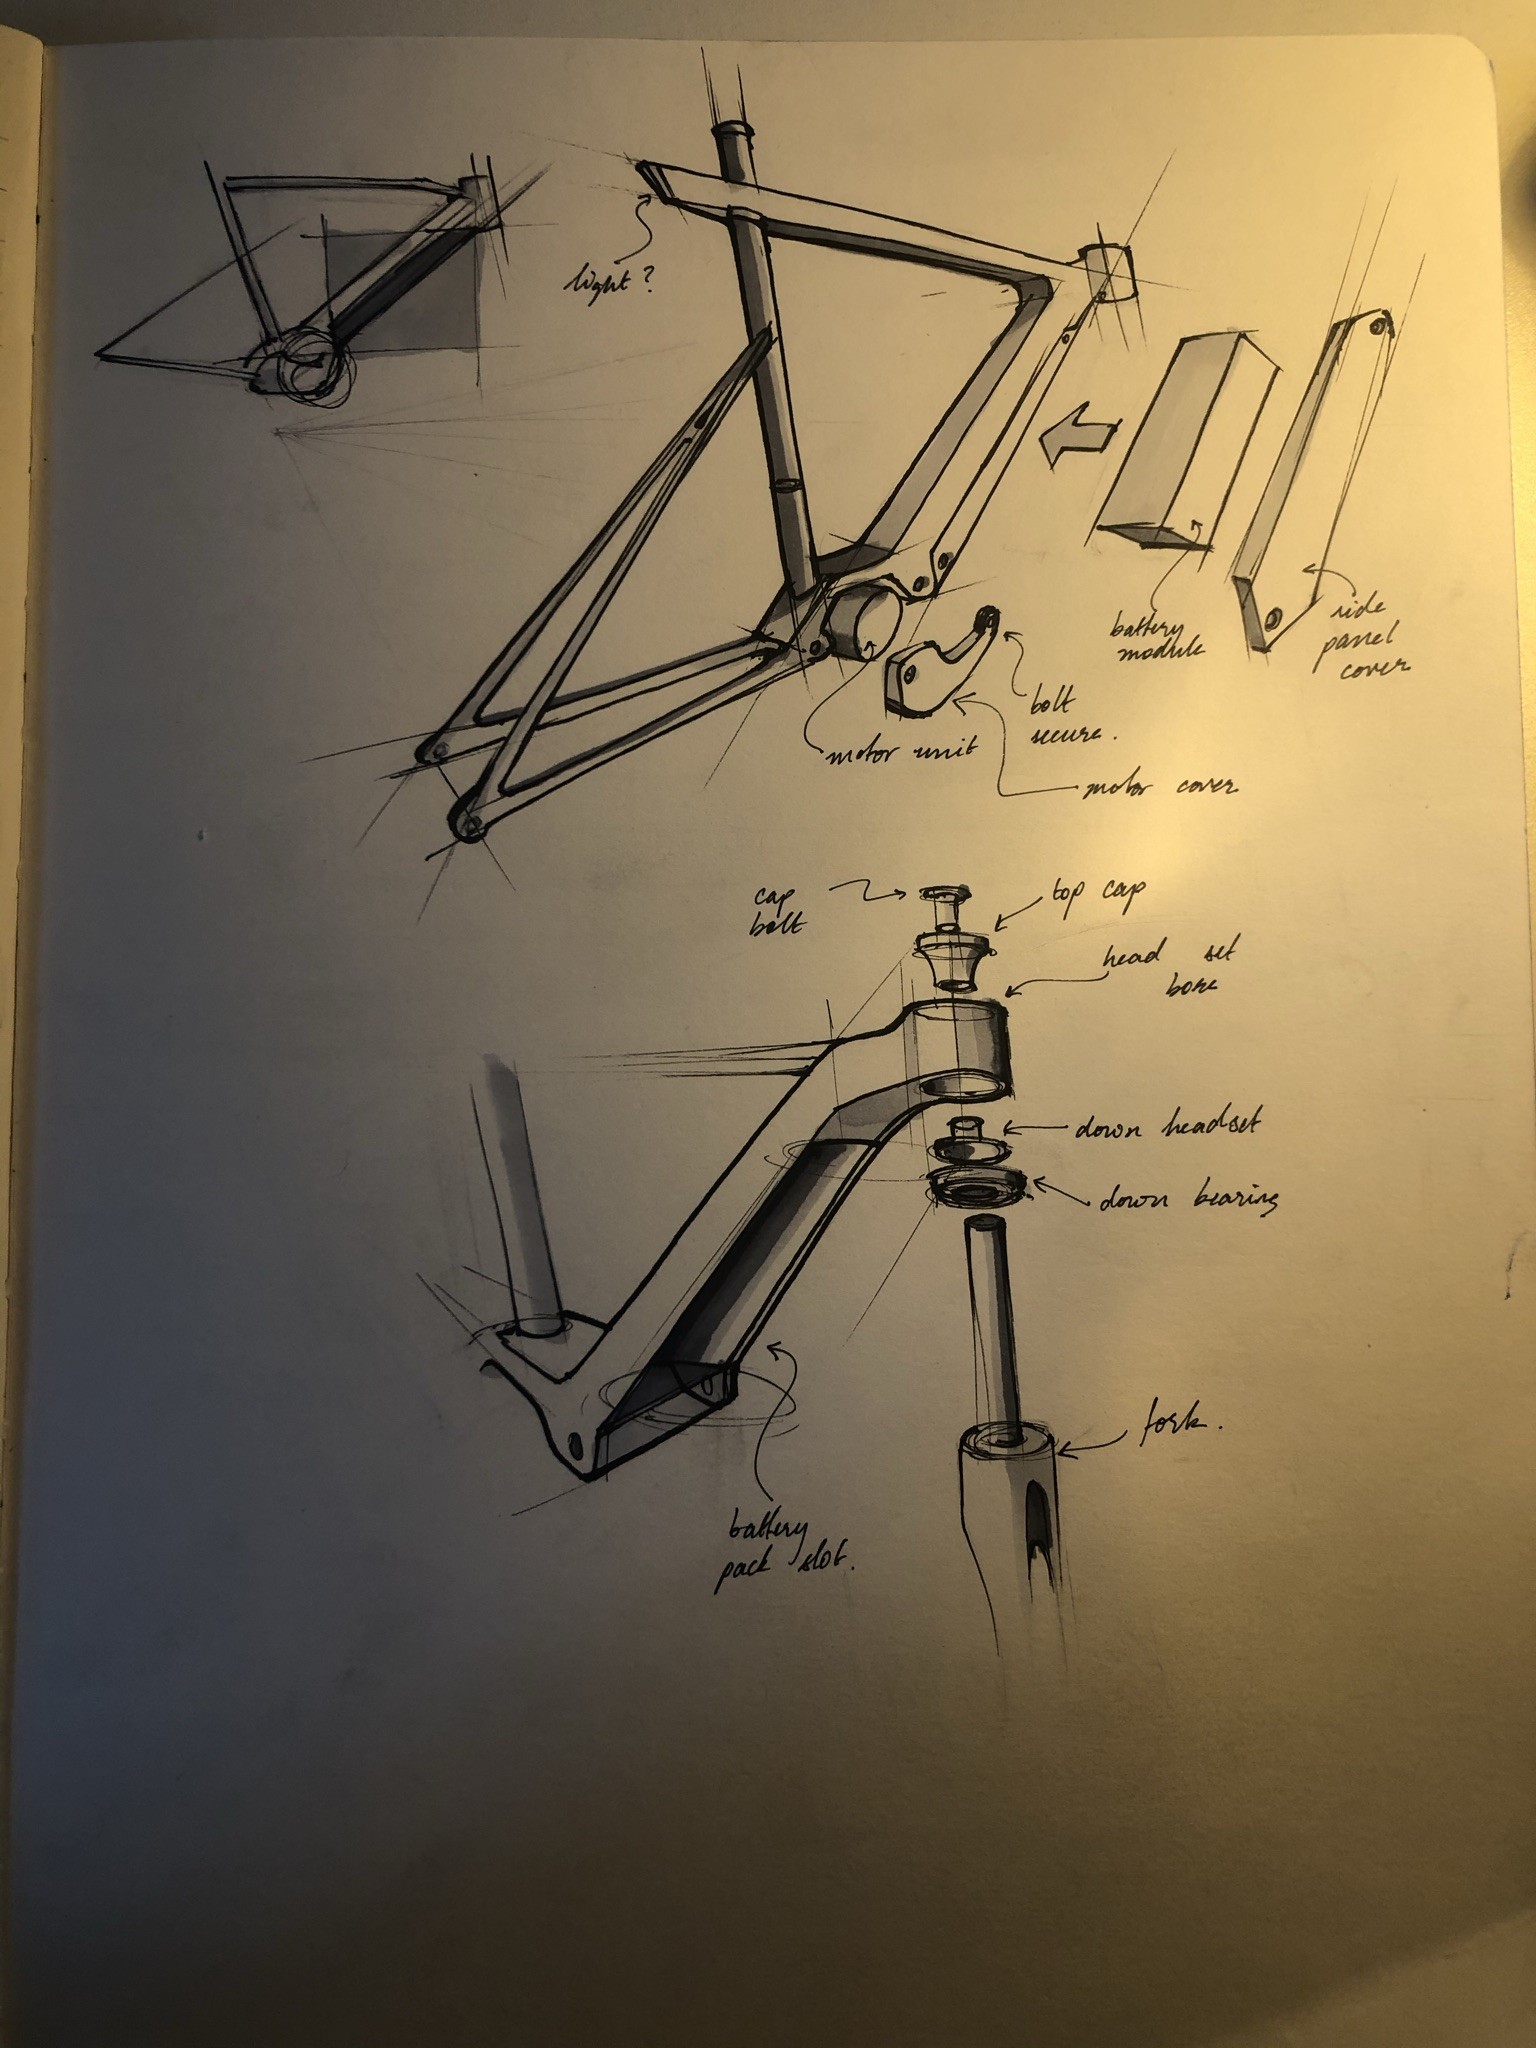 light?
battery
module
side
panel
cover
bolt
secure.
motor unit
motor cover
cap
bolt
top cap
head set
bore
down headset
down bearing
fork.
battery
pack slot.